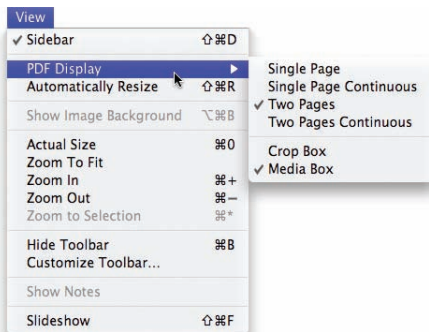 View
✓ Sidebar ⇧⌘D
PDF Display ▶
Automatically Resize ⇧⌘R
Show Image Background ⌥⌘B
Actual Size ⌘0
Zoom To Fit
Zoom In ⌘+
Zoom Out ⌘−
Zoom to Selection ⌘*
Hide Toolbar ⌘B
Customize Toolbar...
Show Notes
Slideshow ⇧⌘F
Single Page
Single Page Continuous
✓ Two Pages
Two Pages Continuous
Crop Box
✓ Media Box